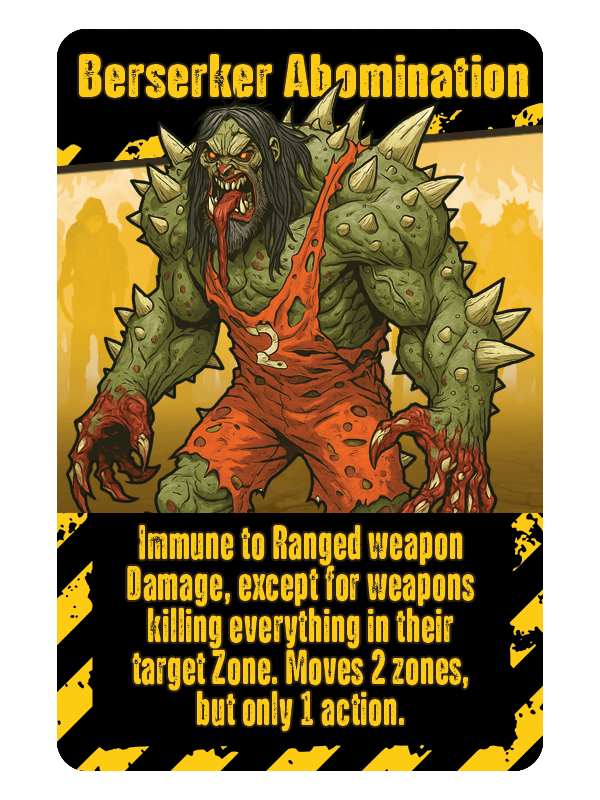 Berserker Abomination
2
Immune to Ranged weapon
Damage, except for weapons
killing everything in their
target Zone. Moves 2 zones,
but only 1 action.